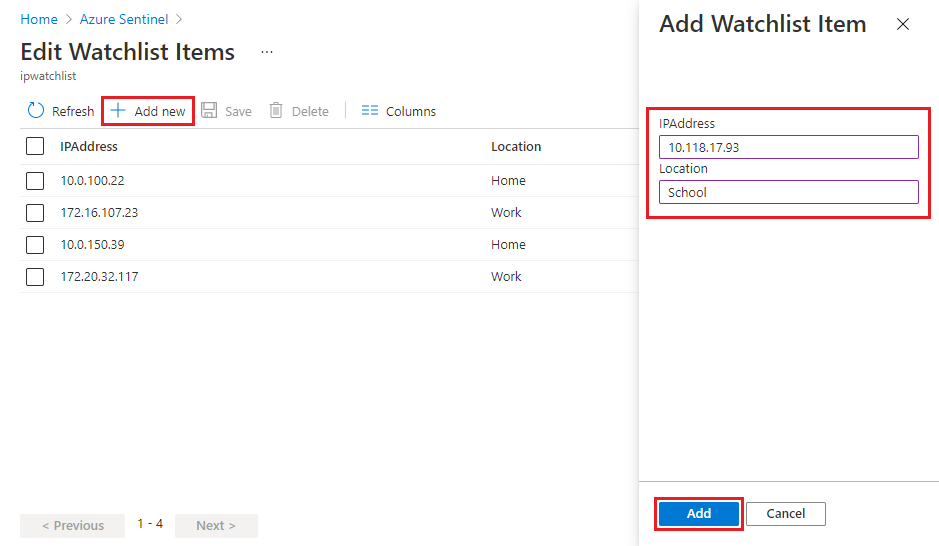 Home > Azure Sentinel >
Edit Watchlist Items ...
ipwatchlist
Refresh + Add new Save Delete Columns
IPAddress Location
10.0.100.22 Home
172.16.107.23 Work
10.0.150.39 Home
172.20.32.117 Work
< Previous 1 - 4 Next >
Add Watchlist Item
IPAddress
10.118.17.93
Location
School
Add Cancel